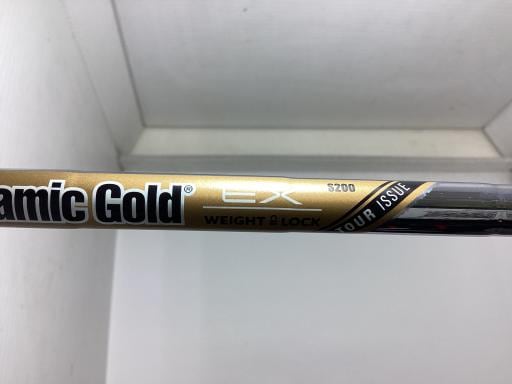 amic Gold® EX S200
WEIGHT LOCK TOUR ISSUE